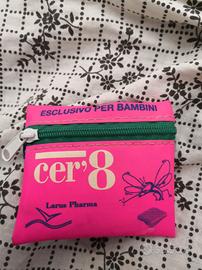 ESCLUSIVO PER BAMBINI
cer'8
Larus Pharma